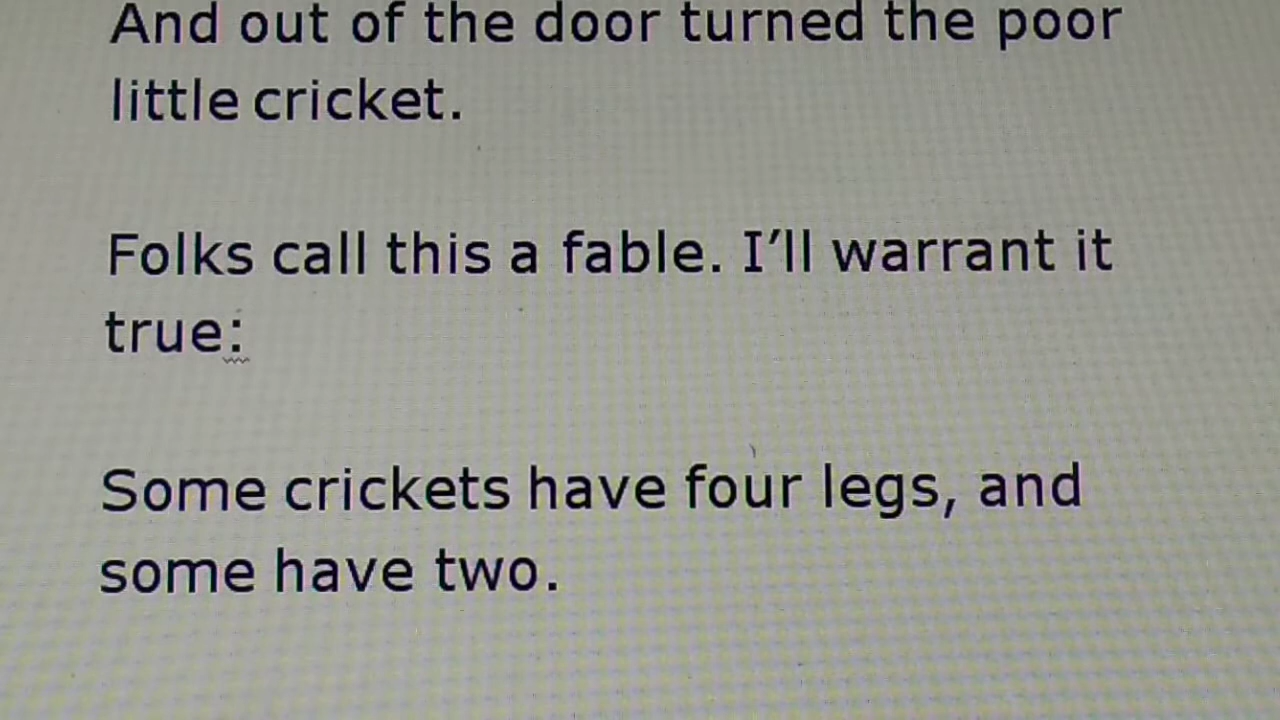 And out of the door turned the poor
little cricket.
Folks call this a fable. I’ll warrant it
true:
Some crickets have four legs, and
some have two.